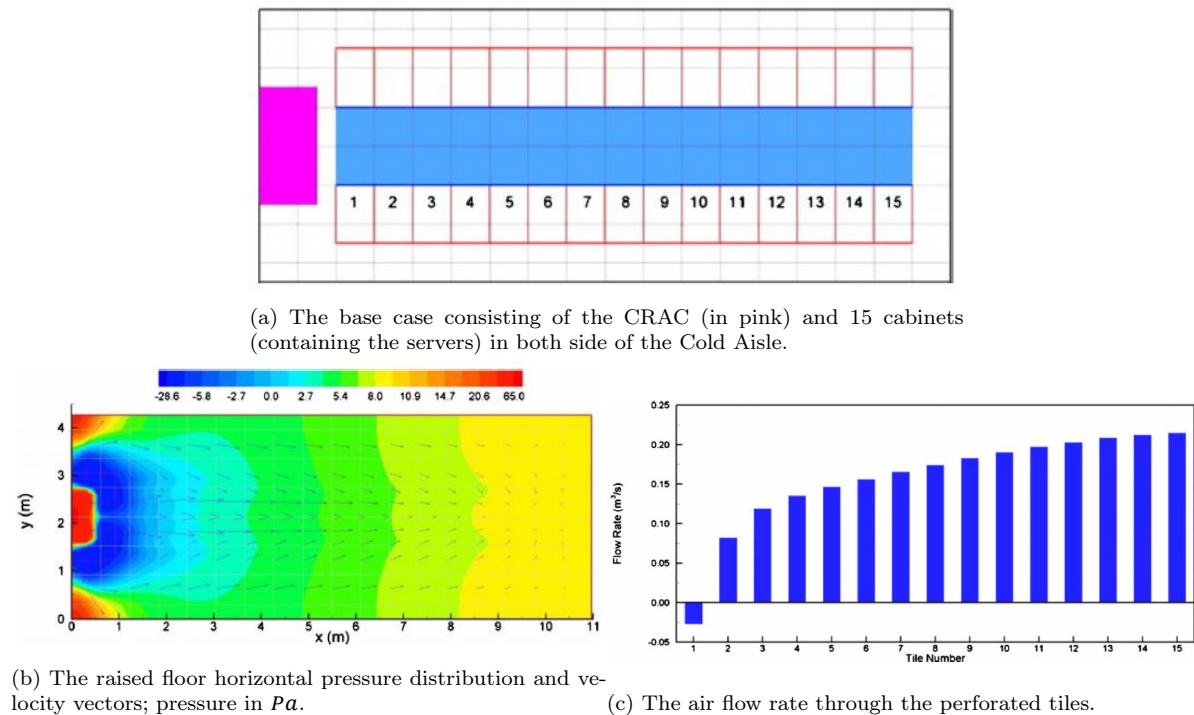 1 2 3 4 5 6 7 8 9 10 11 12 13 14 15
(a) The base case consisting of the CRAC (in pink) and 15 cabinets
(containing the servers) in both side of the Cold Aisle.
-28.6 -5.8 -2.7 0.0 2.7 5.4 8.0 10.9 14.7 20.6 65.0
y (m)
4
3
2
1
0
0 1 2 3 4 5 6 7 8 9 10 11
x (m)
(b) The raised floor horizontal pressure distribution and ve-
locity vectors; pressure in Pa.
Flow Rate (m³/s)
0.25
0.20
0.15
0.10
0.05
0.00
-0.05
1 2 3 4 5 6 7 8 9 10 11 12 13 14 15
Tile Number
(c) The air flow rate through the perforated tiles.